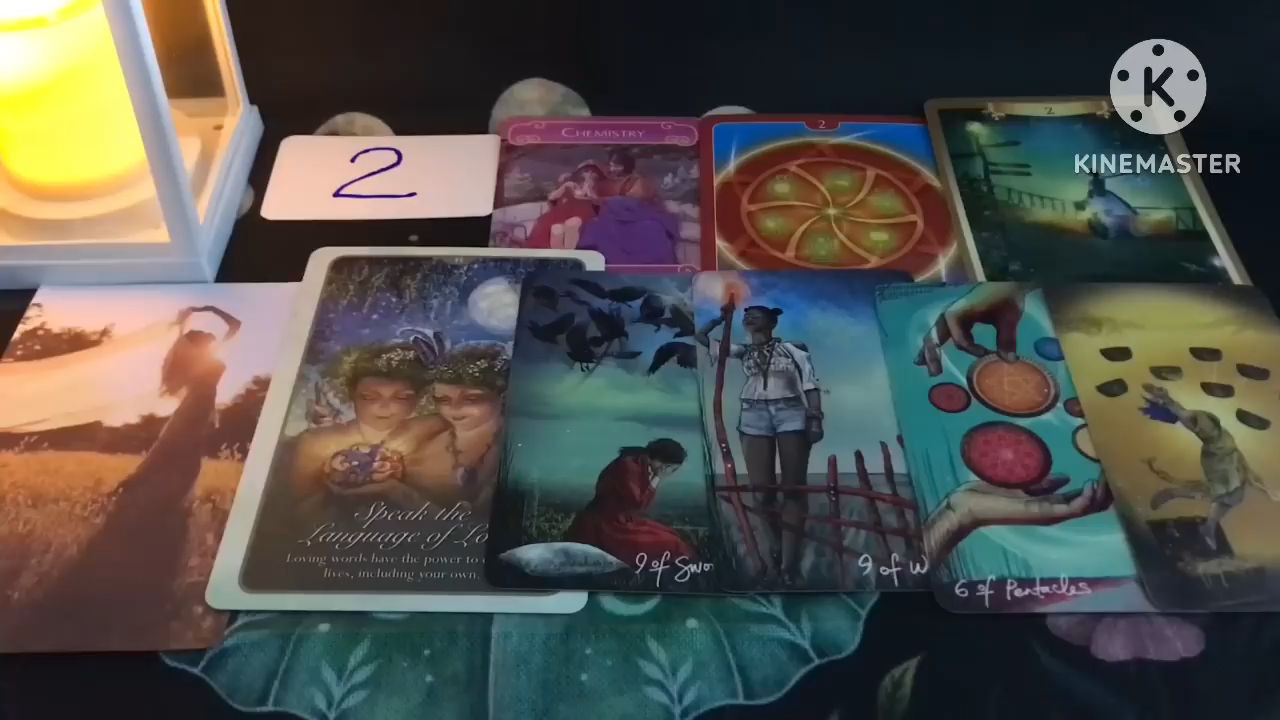 K
KINEMASTER
2
CHEMISTRY
2
2
Speak the
Language of Lo
Loving words have the power to
lives, including your own.
9 of Swo
9 of W
6 of Pentacles